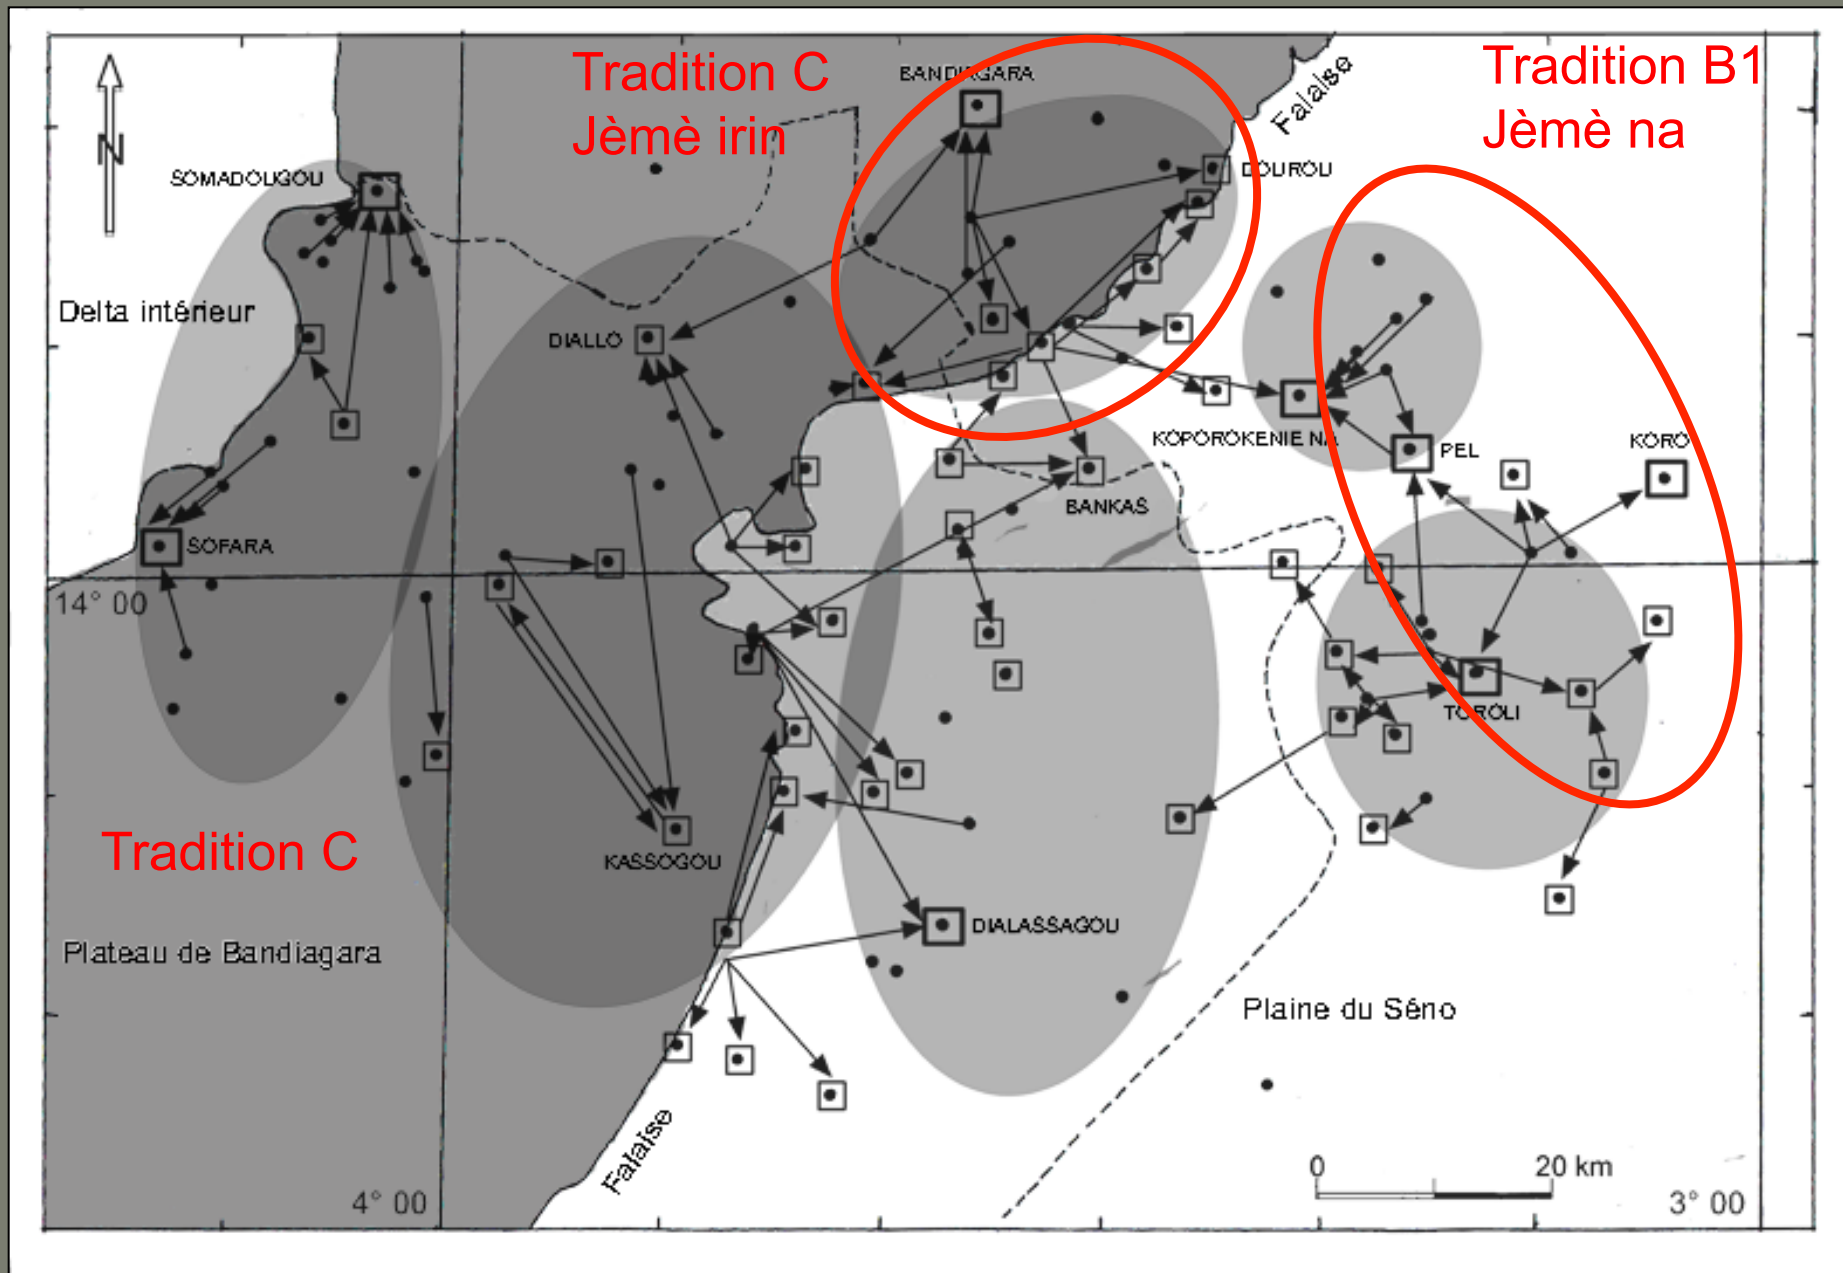 Tradition C
Jèmè irin
Tradition B1
Jèmè na
BANDIAGARA
Falaise
N
SOMADOUGOU
DOUROU
Delta intérieur
DIALLO
KOPOROKENIE NA
PEL
KORO
BANKAS
SOFARA
14° 00
TOROLI
Tradition C
KASSOGOU
DIALASSAGOU
Plateau de Bandiagara
Plaine du Séno
Falaise
0 20 km
4° 00
3° 00